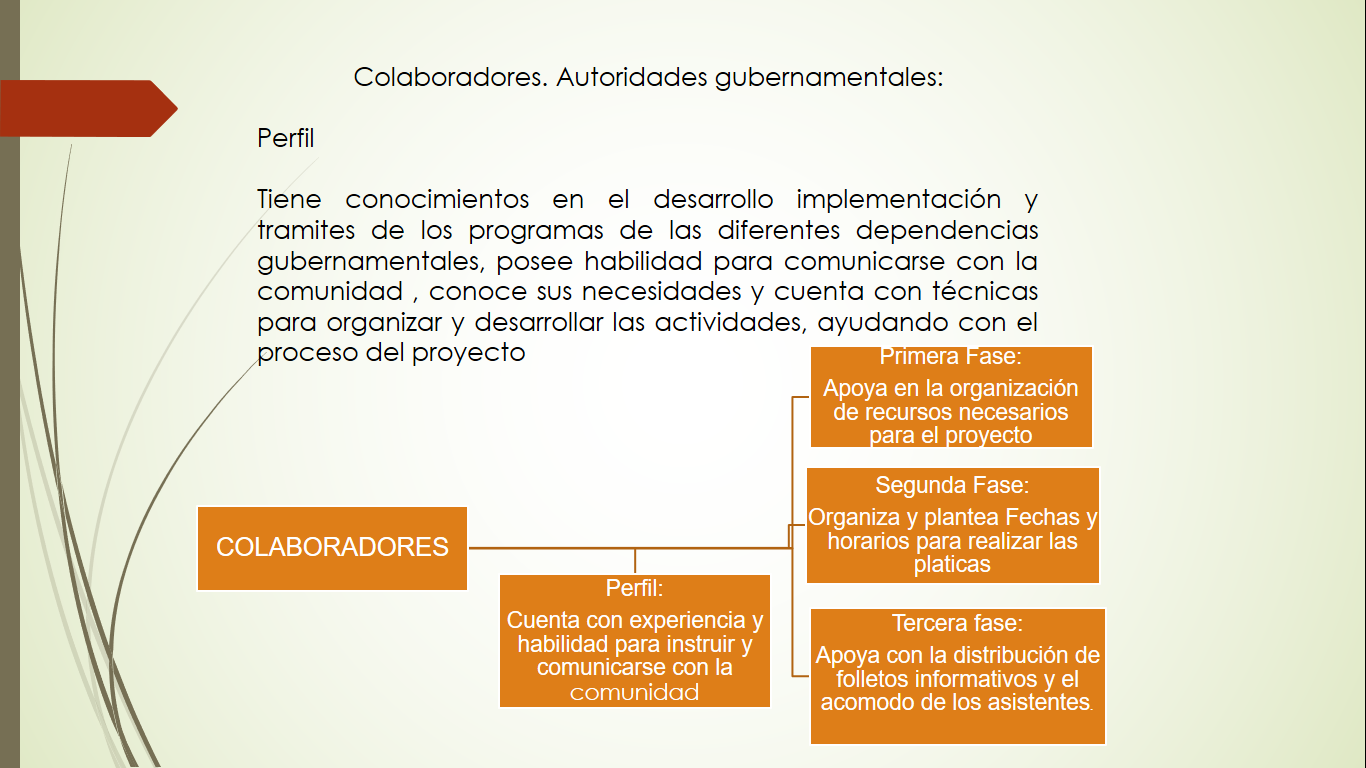 Colaboradores. Autoridades gubernamentales:
Perfil
Tiene conocimientos en el desarrollo implementación y
tramites de los programas de las diferentes dependencias
gubernamentales, posee habilidad para comunicarse con la
comunidad , conoce sus necesidades y cuenta con técnicas
para organizar y desarrollar las actividades, ayudando con el
proceso del proyecto
COLABORADORES
Perfil:
Cuenta con experiencia y
habilidad para instruir y
comunicarse con la
comunidad
Primera Fase:
Apoya en la organización
de recursos necesarios
para el proyecto
Segunda Fase:
Organiza y plantea Fechas y
horarios para realizar las
platicas
Tercera fase:
Apoya con la distribución de
folletos informativos y el
acomodo de los asistentes.